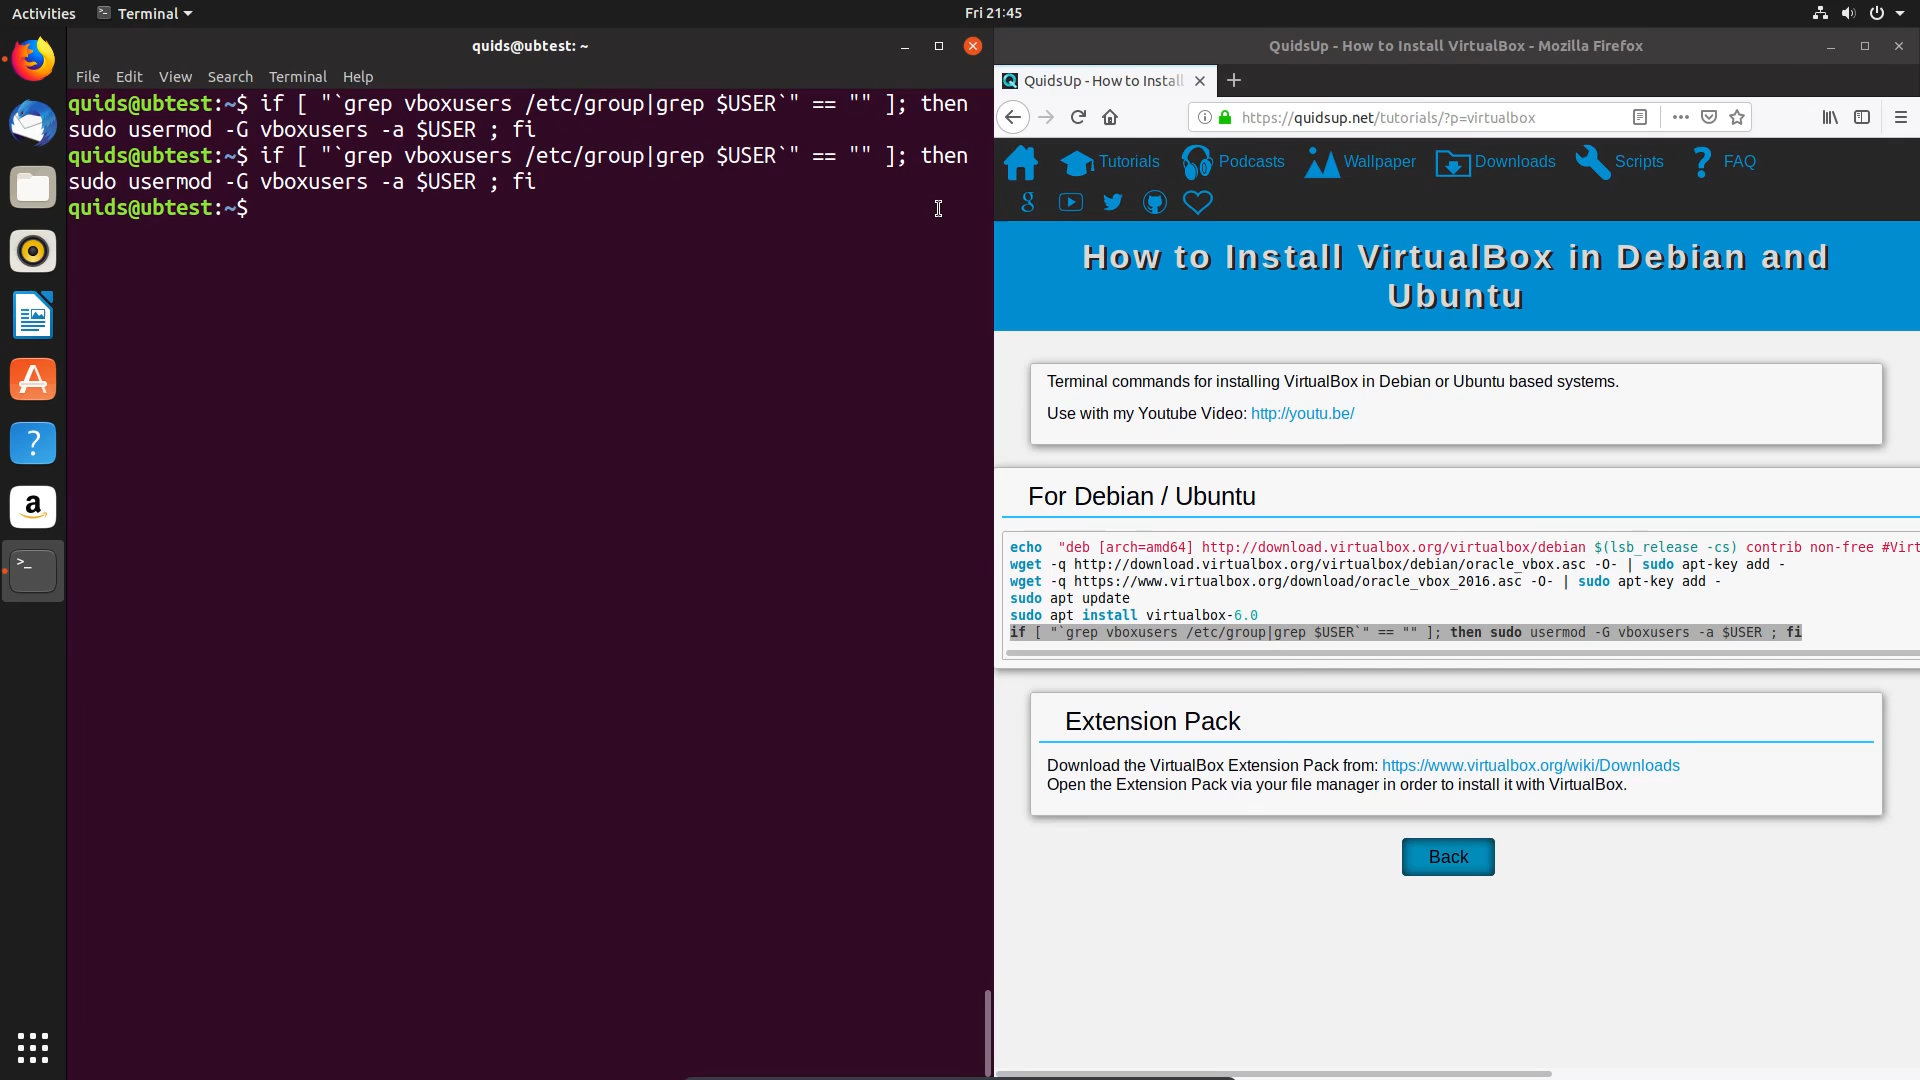 Activities
Terminal
Fri 21:45
quids@ubtest: ~
File Edit View Search Terminal Help
quids@ubtest:~$ if [ "`grep vboxusers /etc/group|grep $USER`" == "" ]; then
sudo usermod -G vboxusers -a $USER ; fi
quids@ubtest:~$ if [ "`grep vboxusers /etc/group|grep $USER`" == "" ]; then
sudo usermod -G vboxusers -a $USER ; fi
quids@ubtest:~$
QuidsUp - How to Install VirtualBox - Mozilla Firefox
QuidsUp - How to Install
https://quidsup.net/tutorials/?p=virtualbox
Tutorials Podcasts Wallpaper Downloads Scripts FAQ
How to Install VirtualBox in Debian and
Ubuntu
Terminal commands for installing VirtualBox in Debian or Ubuntu based systems.
Use with my Youtube Video: http://youtu.be/
For Debian / Ubuntu
echo "deb [arch=amd64] http://download.virtualbox.org/virtualbox/debian $(lsb_release -cs) contrib non-free #Virt
wget -q http://download.virtualbox.org/virtualbox/debian/oracle_vbox.asc -O- | sudo apt-key add -
wget -q https://www.virtualbox.org/download/oracle_vbox_2016.asc -O- | sudo apt-key add -
sudo apt update
sudo apt install virtualbox-6.0
if [ "`grep vboxusers /etc/group|grep $USER`" == "" ]; then sudo usermod -G vboxusers -a $USER ; fi
Extension Pack
Download the VirtualBox Extension Pack from: https://www.virtualbox.org/wiki/Downloads
Open the Extension Pack via your file manager in order to install it with VirtualBox.
Back